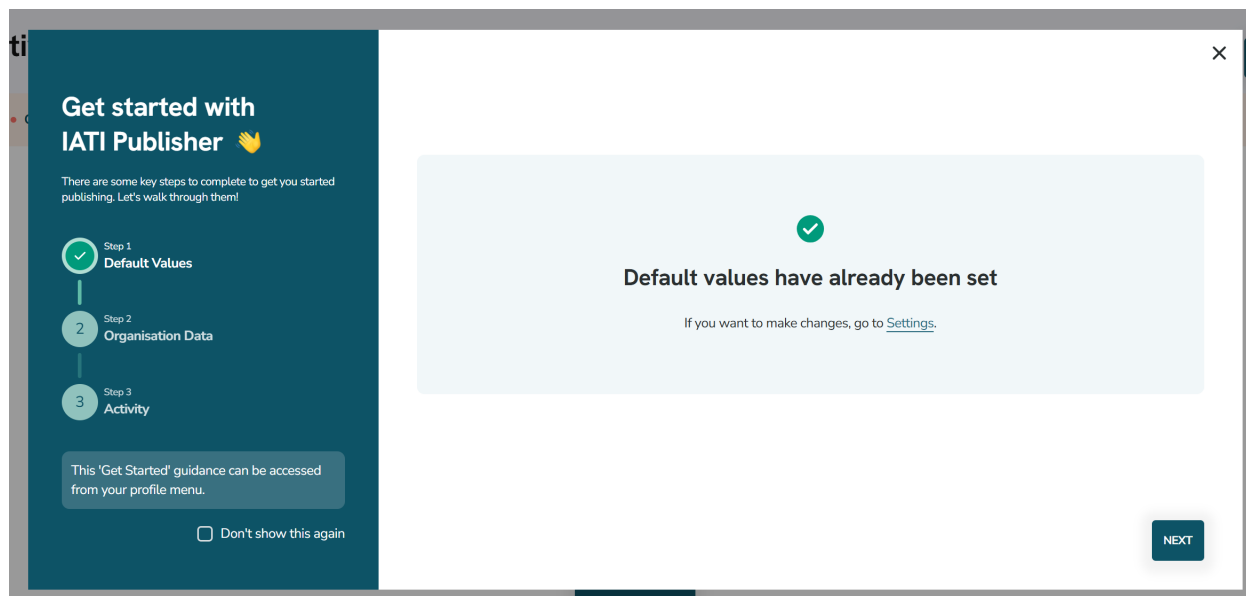 ti
Get started with
IATI Publisher 👋
There are some key steps to complete to get you started
publishing. Let's walk through them!
Step 1
Default Values
2
Step 2
Organisation Data
3
Step 3
Activity
This 'Get Started' guidance can be accessed
from your profile menu.
Don't show this again
Default values have already been set
If you want to make changes, go to Settings.
NEXT